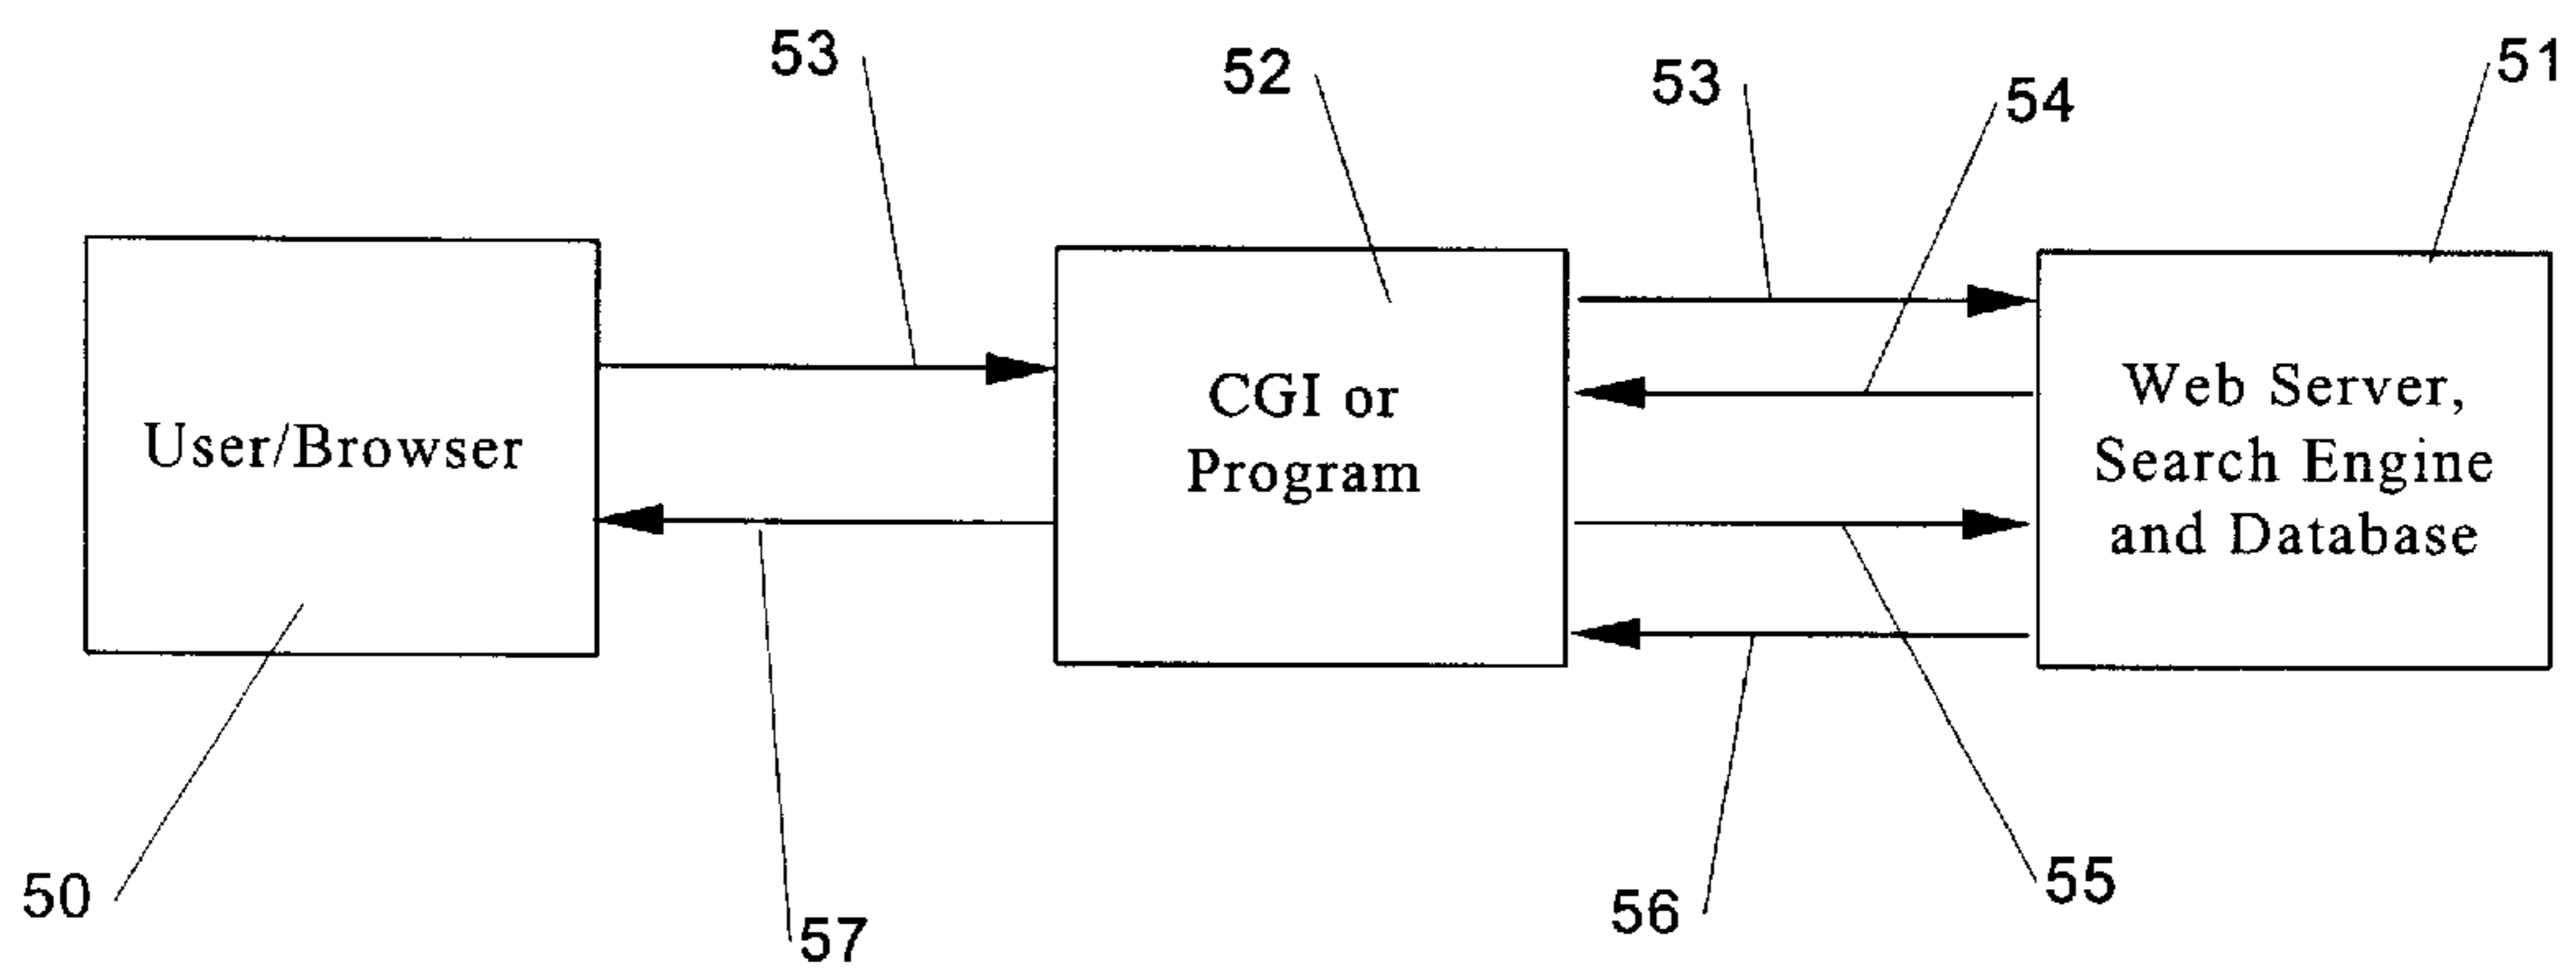 53
52
53
54
51
User/Browser
CGI or
Program
Web Server,
Search Engine
and Database
50
57
56
55